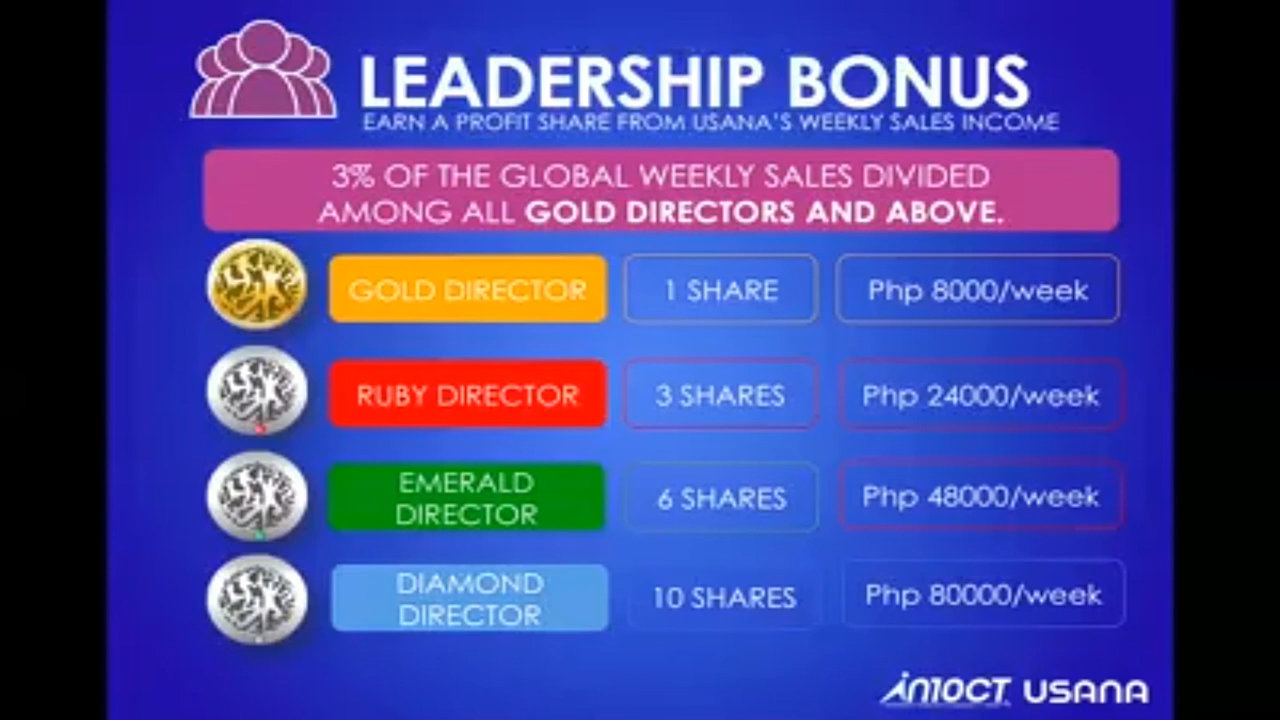 LEADERSHIP BONUS
EARN A PROFIT SHARE FROM USANA'S WEEKLY SALES INCOME
3% OF THE GLOBAL WEEKLY SALES DIVIDED
AMONG ALL GOLD DIRECTORS AND ABOVE.
GOLD DIRECTOR 1 SHARE Php 8000/week
RUBY DIRECTOR 3 SHARES Php 24000/week
EMERALD
DIRECTOR 6 SHARES Php 48000/week
DIAMOND
DIRECTOR 10 SHARES Php 80000/week
IN10CT USANA